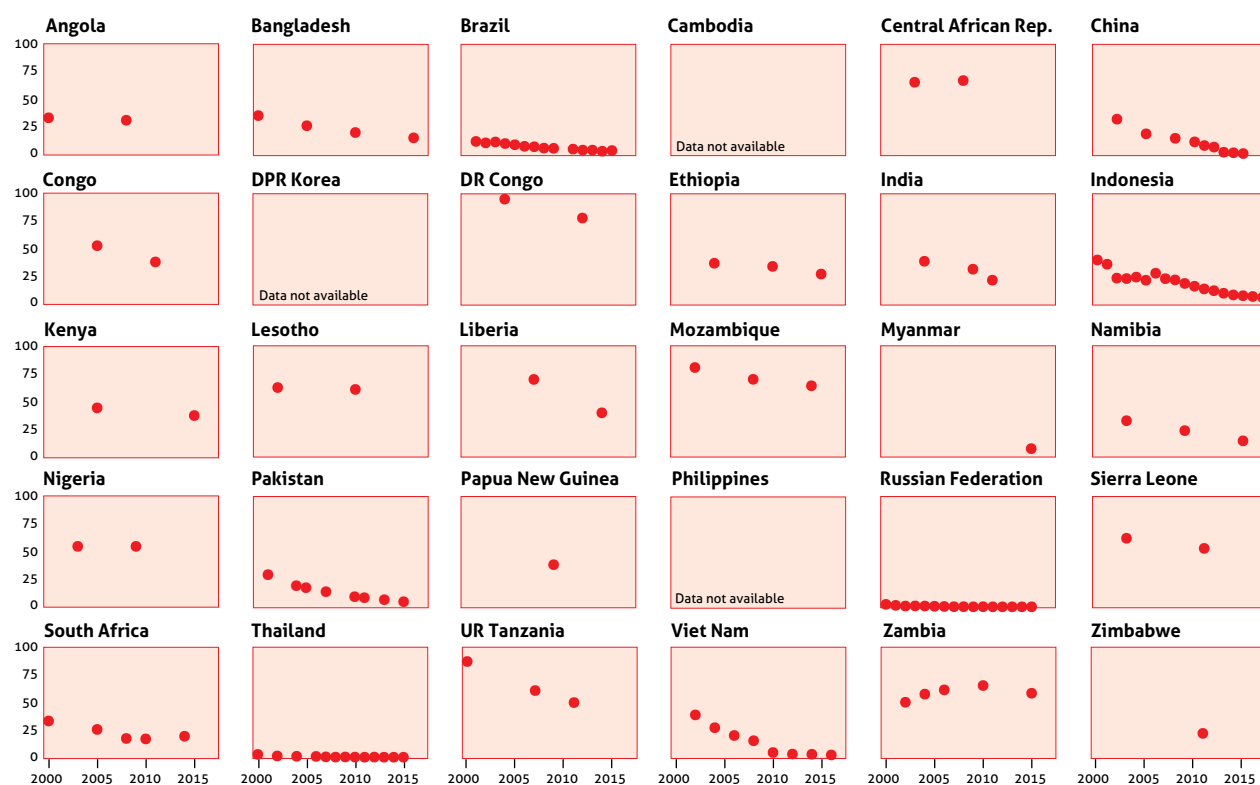 Angola Bangladesh Brazil Cambodia Central African Rep. China
100
75
50
25
0
Data not available
Congo DPR Korea DR Congo Ethiopia India Indonesia
100
75
50
25
0
Data not available
Kenya Lesotho Liberia Mozambique Myanmar Namibia
100
75
50
25
0
Nigeria Pakistan Papua New Guinea Philippines Russian Federation Sierra Leone
100
75
50
25
0
Data not available
South Africa Thailand UR Tanzania Viet Nam Zambia Zimbabwe
100
75
50
25
0
2000 2005 2010 2015 2000 2005 2010 2015 2000 2005 2010 2015 2000 2005 2010 2015 2000 2005 2010 2015 2000 2005 2010 2015